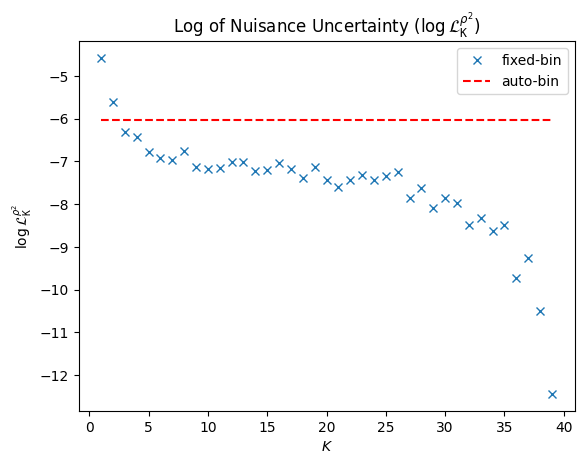 Log of Nuisance Uncertainty (log ℒ_K^{ρ²})
fixed-bin
auto-bin
log ℒ_K^{ρ²}
−5
−6
−7
−8
−9
−10
−11
−12
0 5 10 15 20 25 30 35 40
K